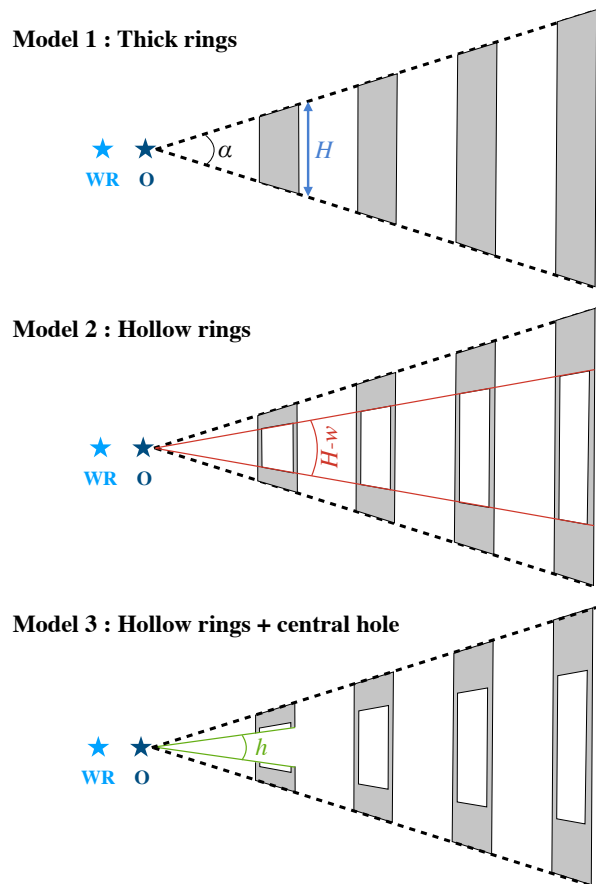 Model 1 : Thick rings
α
H
WR
O
Model 2 : Hollow rings
H-w
WR
O
Model 3 : Hollow rings + central hole
h
WR
O